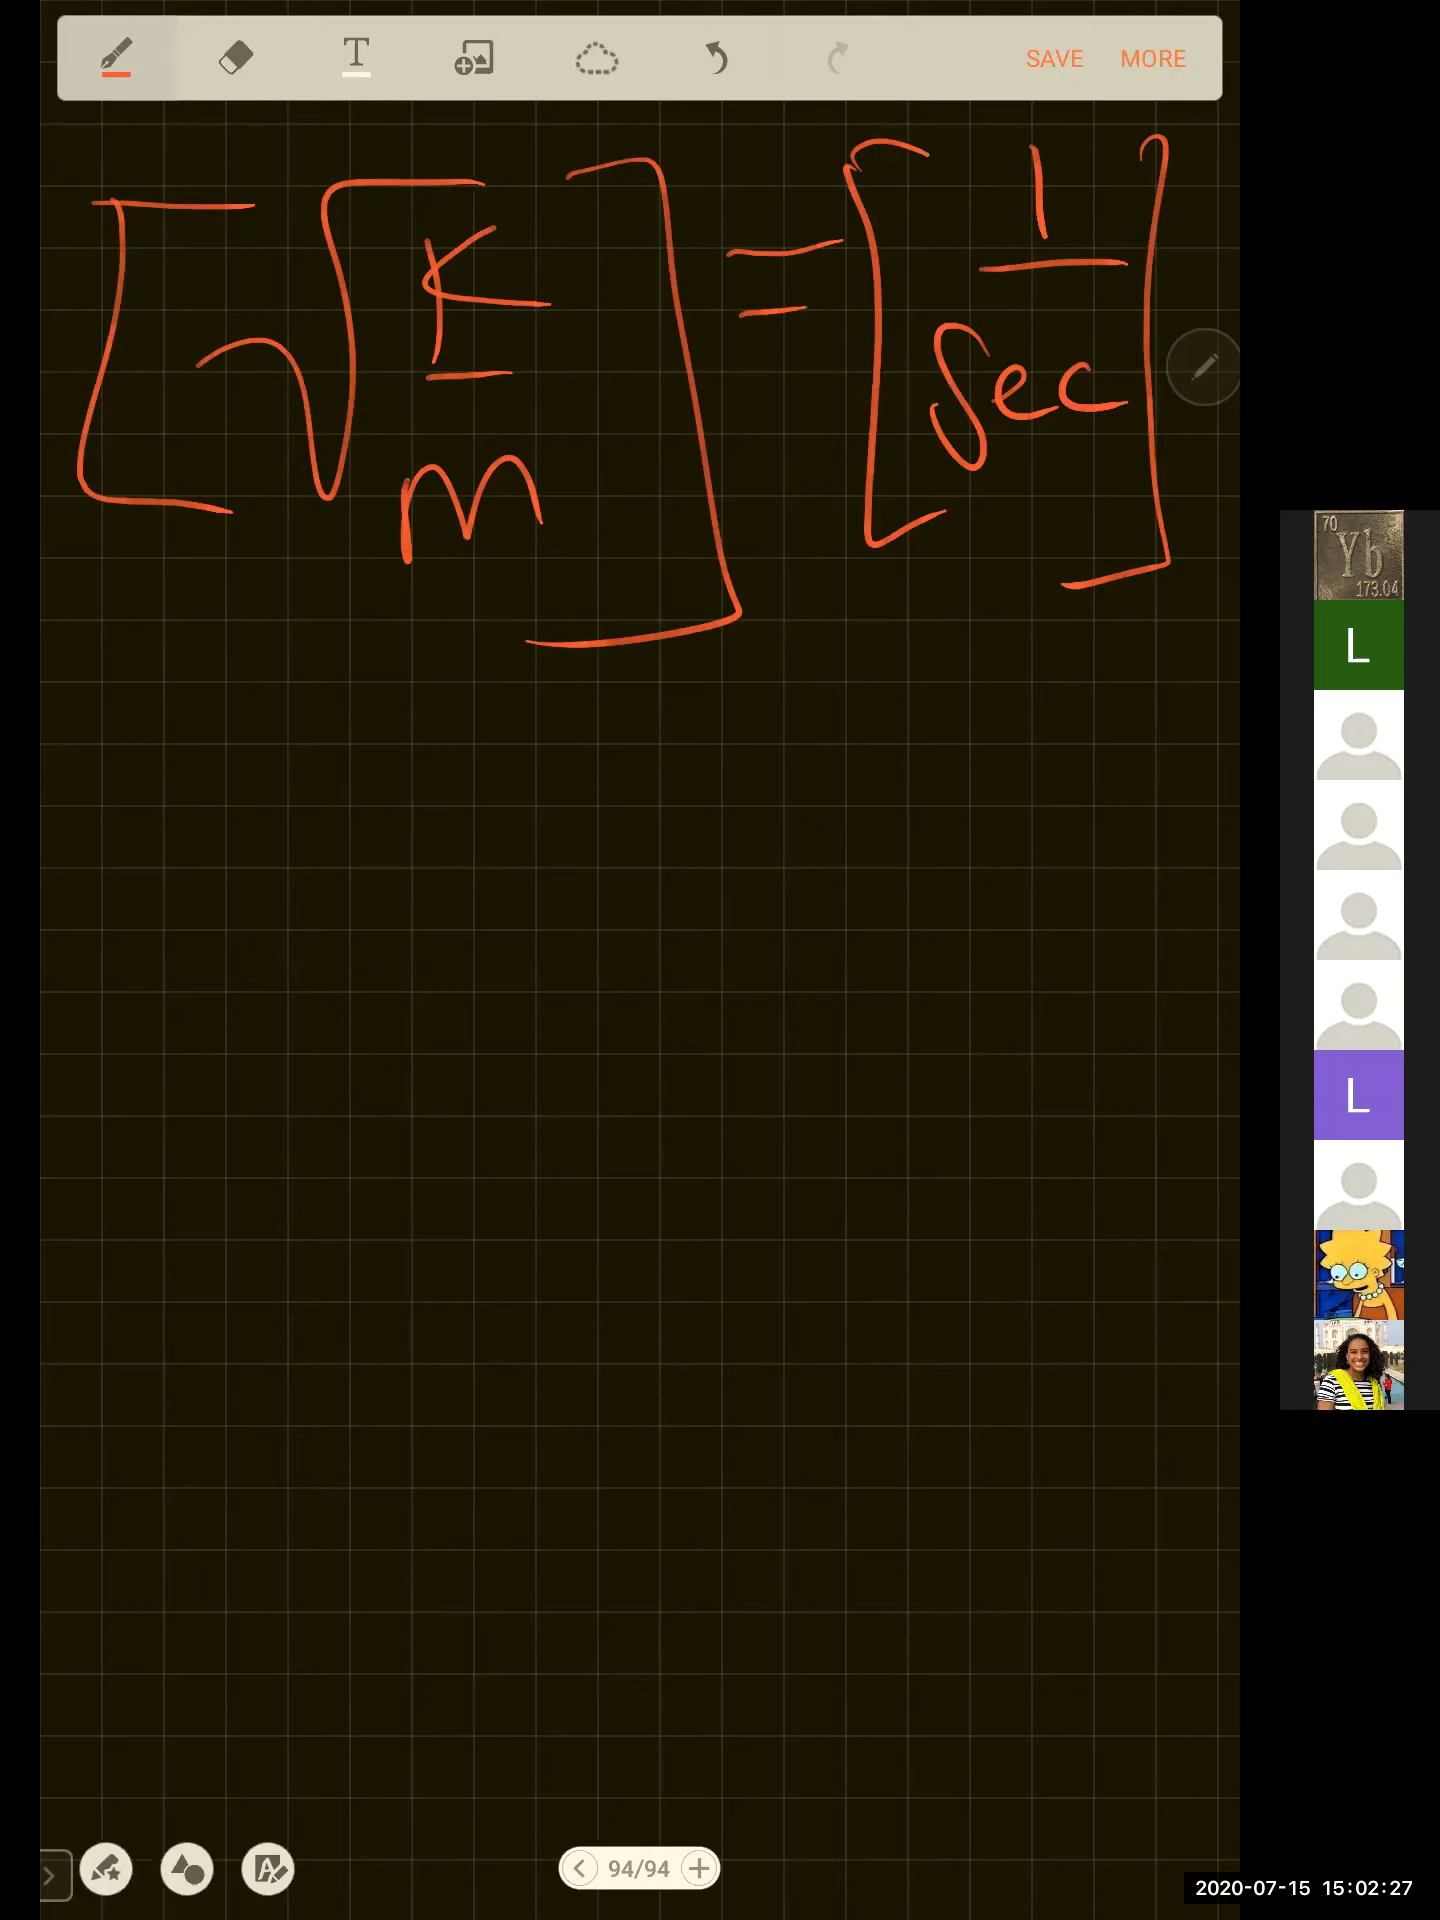 T SAVE MORE
[√K/m] = [1/Sec]
70
Yb
173.04
L
L
94/94
2020-07-15 15:02:27